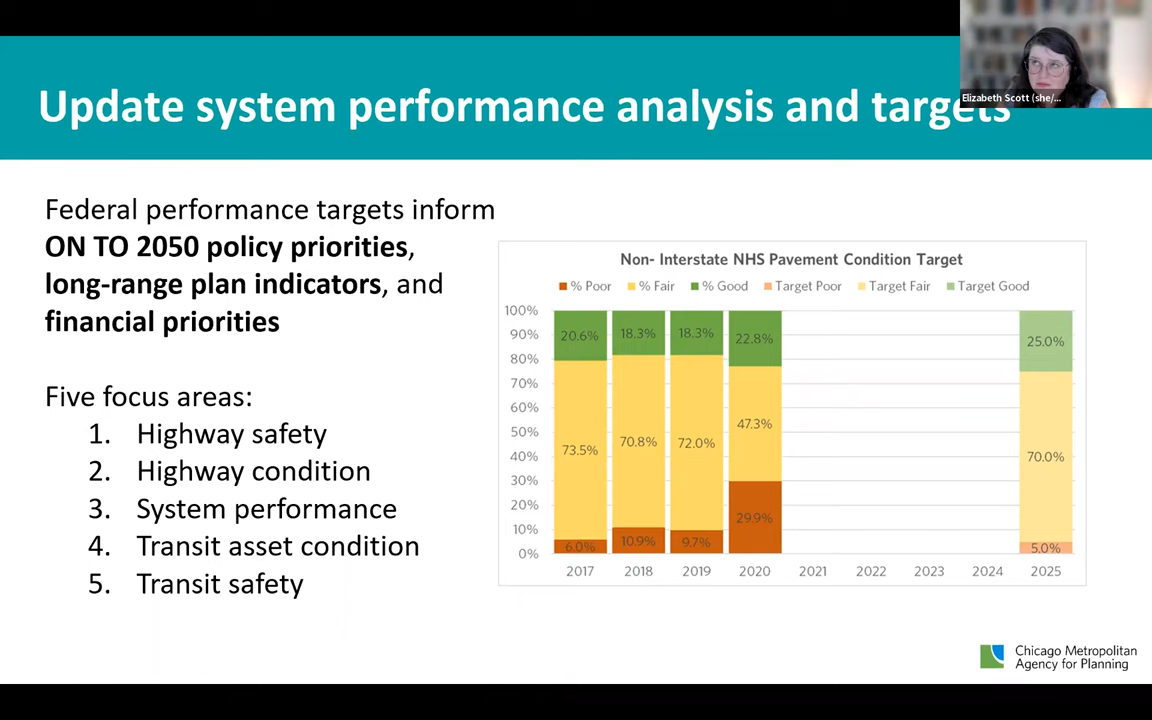 Update system performance analysis and targets
Elizabeth Scott (she/...
Federal performance targets inform
ON TO 2050 policy priorities,
long-range plan indicators, and
financial priorities
Five focus areas:
1. Highway safety
2. Highway condition
3. System performance
4. Transit asset condition
5. Transit safety
Non- Interstate NHS Pavement Condition Target
% Poor % Fair % Good Target Poor Target Fair Target Good
100%
90%
80%
70%
60%
50%
40%
30%
20%
10%
0%
20.6% 18.3% 18.3% 22.8% 25.0%
73.5% 70.8% 72.0% 47.3% 70.0%
6.0% 10.9% 9.7% 29.9% 5.0%
2017 2018 2019 2020 2021 2022 2023 2024 2025
Chicago Metropolitan
Agency for Planning